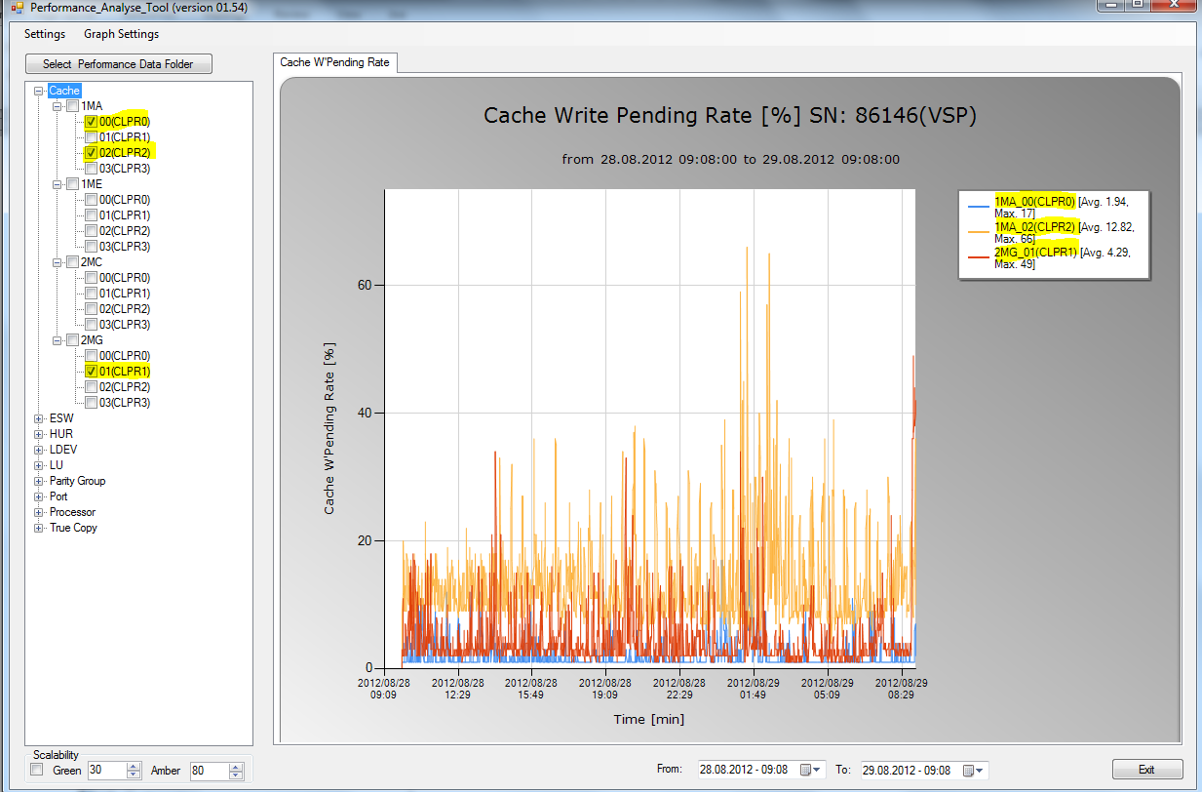 Performance_Analyse_Tool (version 01.54)
Settings Graph Settings
Select Performance Data Folder
Cache
1MA
00(CLPR0)
01(CLPR1)
02(CLPR2)
03(CLPR3)
1ME
00(CLPR0)
01(CLPR1)
02(CLPR2)
03(CLPR3)
2MC
00(CLPR0)
01(CLPR1)
02(CLPR2)
03(CLPR3)
2MG
00(CLPR0)
01(CLPR1)
02(CLPR2)
03(CLPR3)
ESW
HUR
LDEV
LU
Parity Group
Port
Processor
True Copy
Scalability
Green 30 Amber 80
Cache W'Pending Rate
Cache Write Pending Rate [%] SN: 86146(VSP)
from 28.08.2012 09:08:00 to 29.08.2012 09:08:00
1MA_00(CLPR0) [Avg. 1.94,
Max. 17]
1MA_02(CLPR2) [Avg. 12.82,
Max. 66]
2MG_01(CLPR1) [Avg. 4.29,
Max. 49]
Cache W'Pending Rate [%]
60
40
20
0
2012/08/28 2012/08/28 2012/08/28 2012/08/28 2012/08/28 2012/08/29 2012/08/29 2012/08/29
09:09 12:29 15:49 19:09 22:29 01:49 05:09 08:29
Time [min]
From: 28.08.2012 - 09:08 To: 29.08.2012 - 09:08
Exit